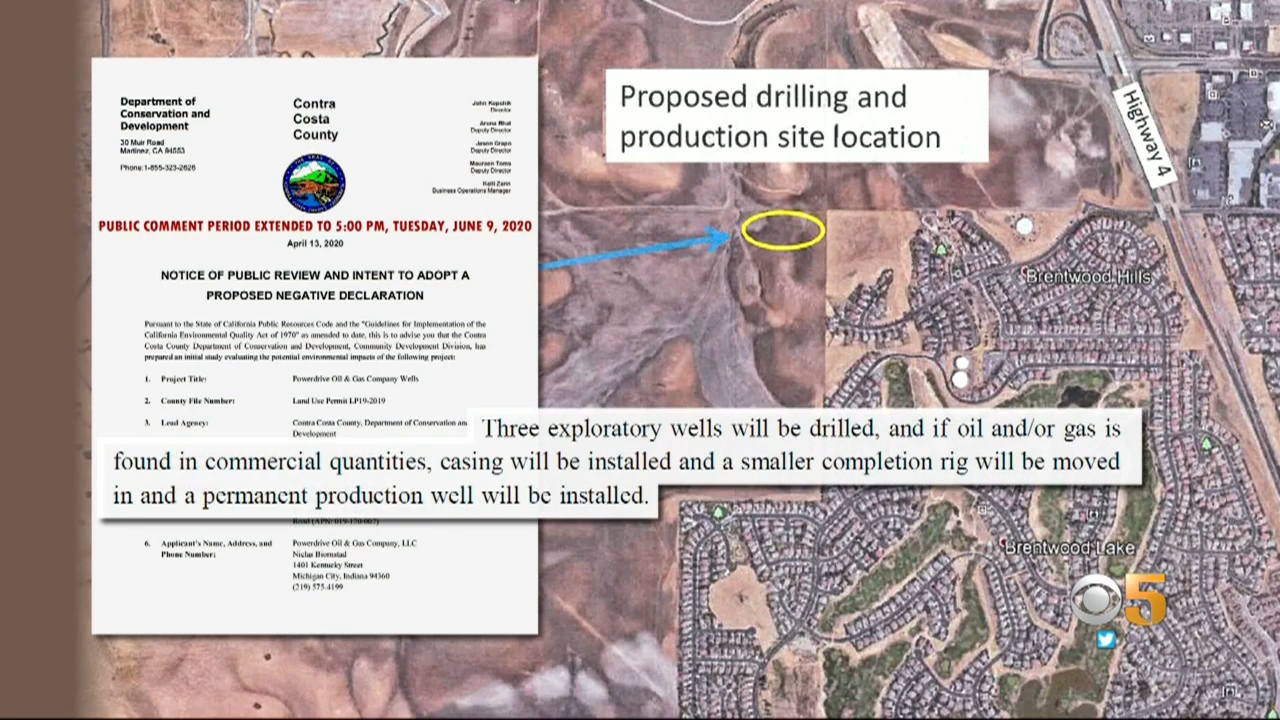 Department of
Conservation and
Development
30 Muir Road
Martinez, CA 94553
Phone:1-855-323-2626
Contra
Costa
County
John Kopchik
Director
Aruna Bhat
Deputy Director
Jason Crapo
Deputy Director
Maureen Toms
Deputy Director
Kelli Zenn
Business Operations Manager
PUBLIC COMMENT PERIOD EXTENDED TO 5:00 PM, TUESDAY, JUNE 9, 2020
April 13, 2020
NOTICE OF PUBLIC REVIEW AND INTENT TO ADOPT A
PROPOSED NEGATIVE DECLARATION
Pursuant to the State of California Public Resources Code and the "Guidelines for Implementation of the
California Environmental Quality Act of 1970" as amended to date, this is to advise you that the Contra
Costa County Department of Conservation and Development, Community Development Division, has
prepared an initial study evaluating the potential environmental impacts of the following project:
1. Project Title: Powerdrive Oil & Gas Company Wells
2. County File Number: Land Use Permit LP19-2019
3. Lead Agency: Contra Costa County, Department of Conservation and
Development
Three exploratory wells will be drilled, and if oil and/or gas is
found in commercial quantities, casing will be installed and a smaller completion rig will be moved
in and a permanent production well will be installed.
6. Applicant's Name, Address, and Powerdrive Oil & Gas Company, LLC
Phone Number:
1401 Kentucky Street
Michigan City, Indiana 94360
(219) 575-4199
Proposed drilling and
production site location
Highway 4
Brentwood Hills
Brentwood Lake
5